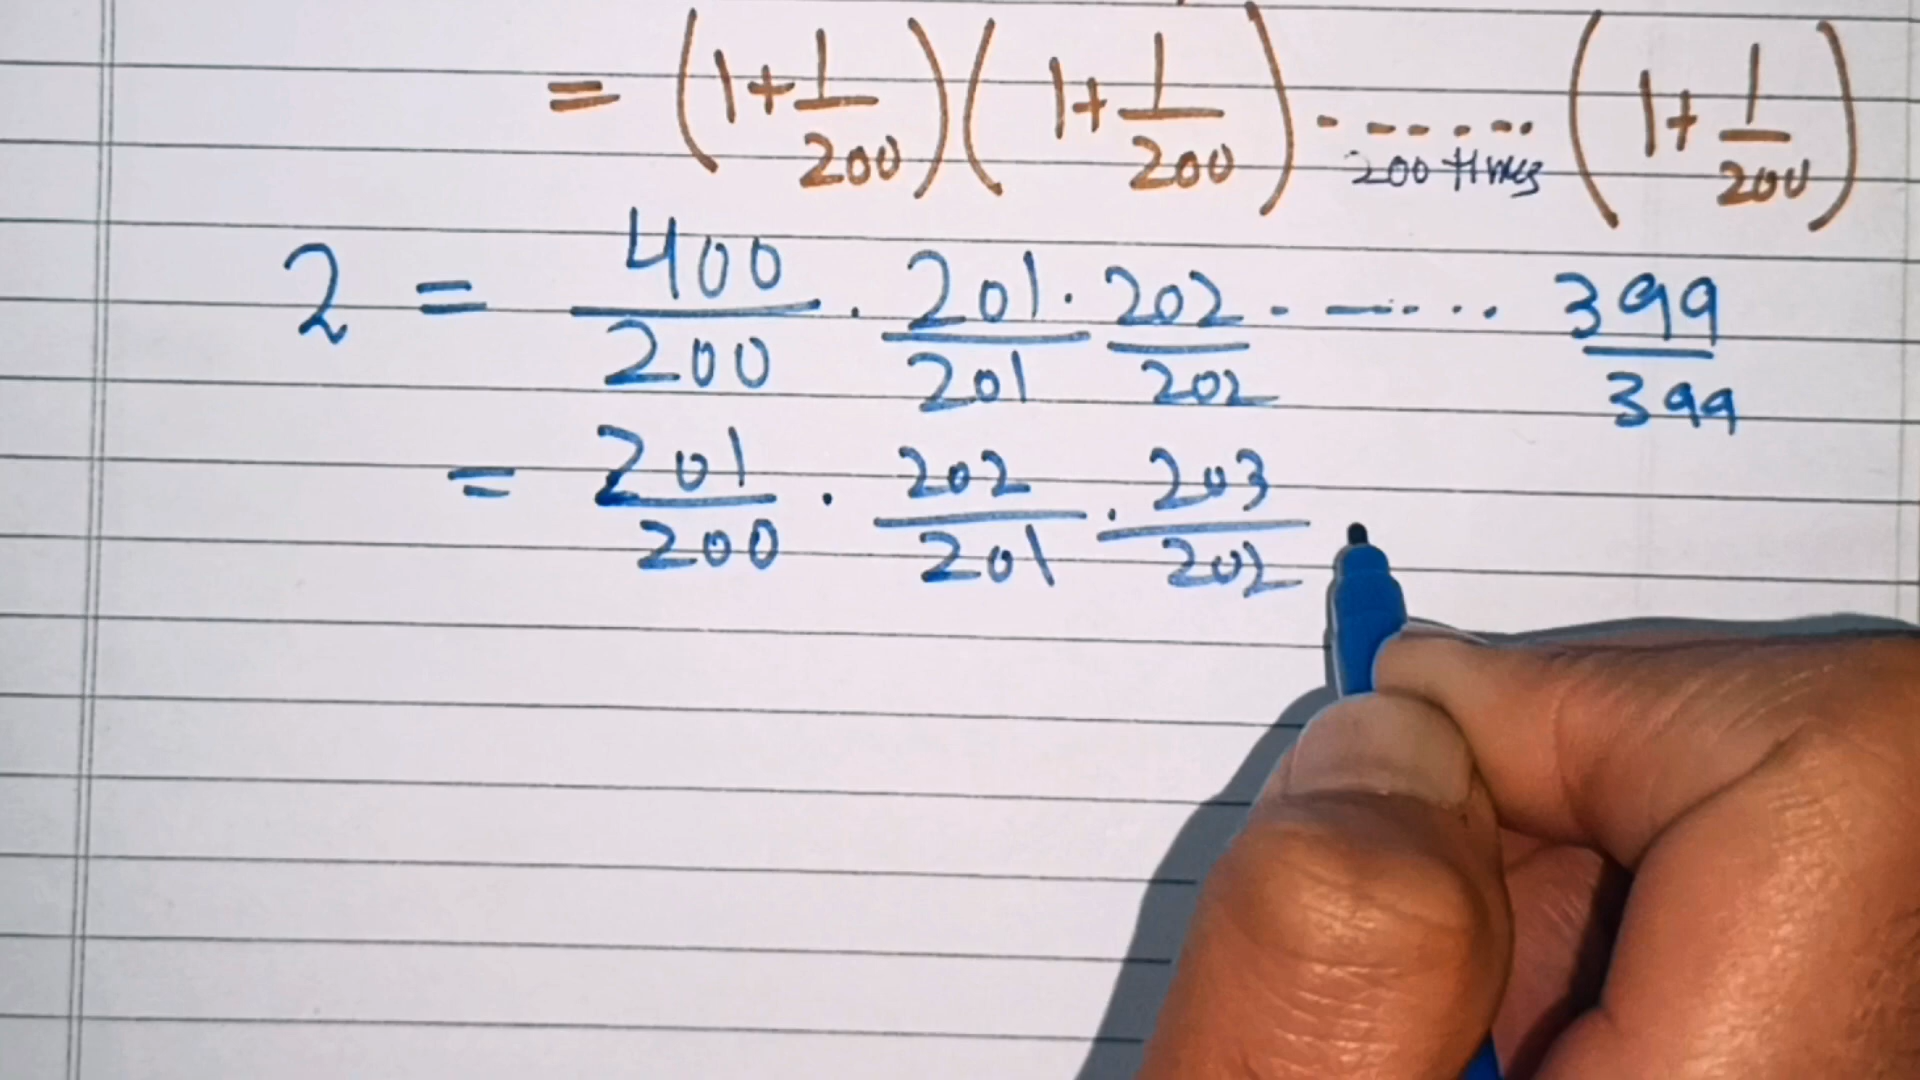 = (1+1/200)(1+1/200)------(1+1/200)
200 times
2 = 400/200 . 201/201 . 202/202 . ------ 399/399
= 201/200 . 202/201 . 203/202